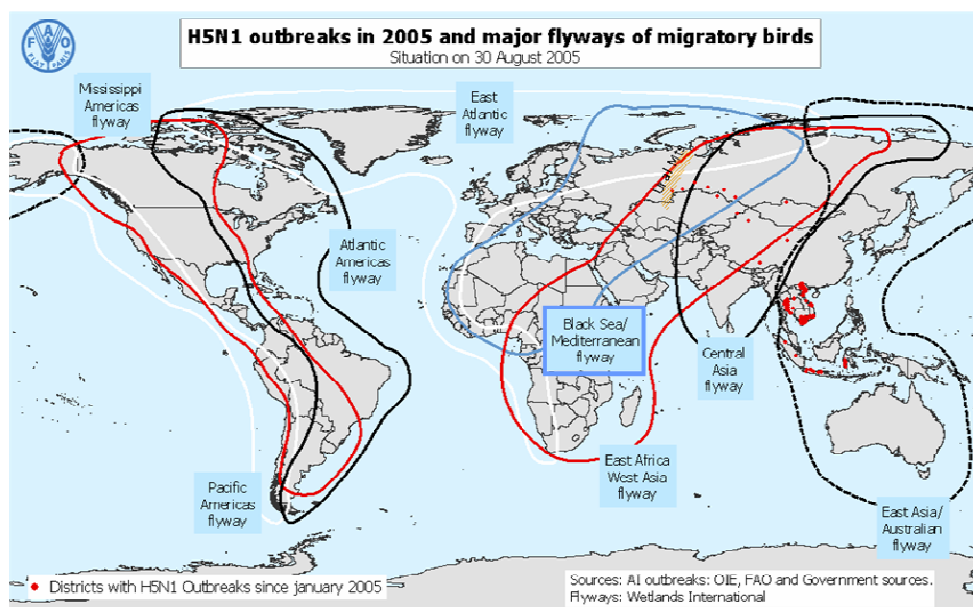 H5N1 outbreaks in 2005 and major flyways of migratory birds
Situation on 30 August 2005
F A O
FIAT PANIS
Mississippi
Americas
flyway
East
Atlantic
flyway
Atlantic
Americas
flyway
Black Sea/
Mediterranean
flyway
Central
Asia
flyway
Pacific
Americas
flyway
East Africa
West Asia
flyway
East Asia/
Australian
flyway
Districts with H5N1 Outbreaks since january 2005
Sources: AI outbreaks: OIE, FAO and Government sources.
Flyways: Wetlands International